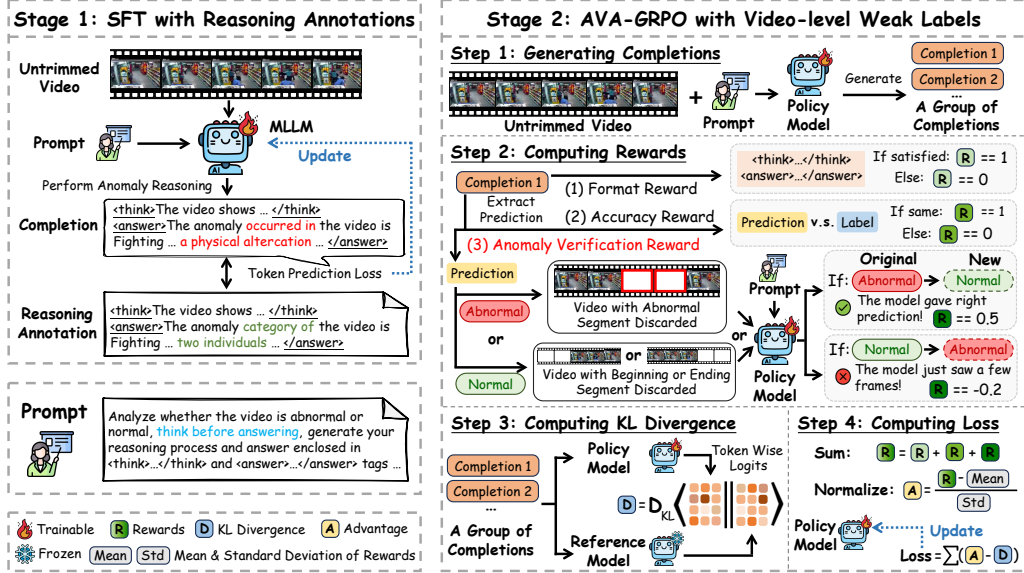 Stage 1: SFT with Reasoning Annotations
Untrimmed
Video
Prompt
MLLM
AI
Update
Perform Anomaly Reasoning
Completion
<think>The video shows … </think>
<answer>The anomaly occurred in the video is
Fighting … a physical altercation … </answer>
Token Prediction Loss
Reasoning
Annotation
<think>The video shows … </think>
<answer>The anomaly category of the video is
Fighting … two individuals … </answer>
Prompt
Analyze whether the video is abnormal or
normal, think before answering, generate your
reasoning process and answer enclosed in
<think>…</think> and <answer>…</answer> tags …
Trainable
R Rewards
D KL Divergence
A Advantage
Frozen
Mean Std Mean & Standard Deviation of Rewards
Stage 2: AVA-GRPO with Video-level Weak Labels
Step 1: Generating Completions
Untrimmed Video
+
Prompt
AI
Policy
Model
Generate
Completion 1
Completion 2
…
A Group of
Completions
Step 2: Computing Rewards
Completion 1
Extract
Prediction
(1) Format Reward
<think>…</think>
<answer>…</answer>
If satisfied: R == 1
Else: R == 0
(2) Accuracy Reward
Prediction v.s. Label
If same: R == 1
Else: R == 0
(3) Anomaly Verification Reward
Prediction
Abnormal
or
Normal
Video with Abnormal
Segment Discarded
or
Video with Beginning or Ending
Segment Discarded
or
Prompt
AI
Policy
Model
Original New
If: Abnormal Normal
The model gave right
prediction! R == 0.5
If: Normal Abnormal
The model just saw a few
frames! R == -0.2
Step 3: Computing KL Divergence
Completion 1
Completion 2
…
A Group of
Completions
Policy
Model
Token Wise
Logits
D = DKL
Reference
Model
Step 4: Computing Loss
Sum: R = R + R + R
Normalize: A = R - Mean
Std
Policy
Model
Update
Loss = ∑(A - D)